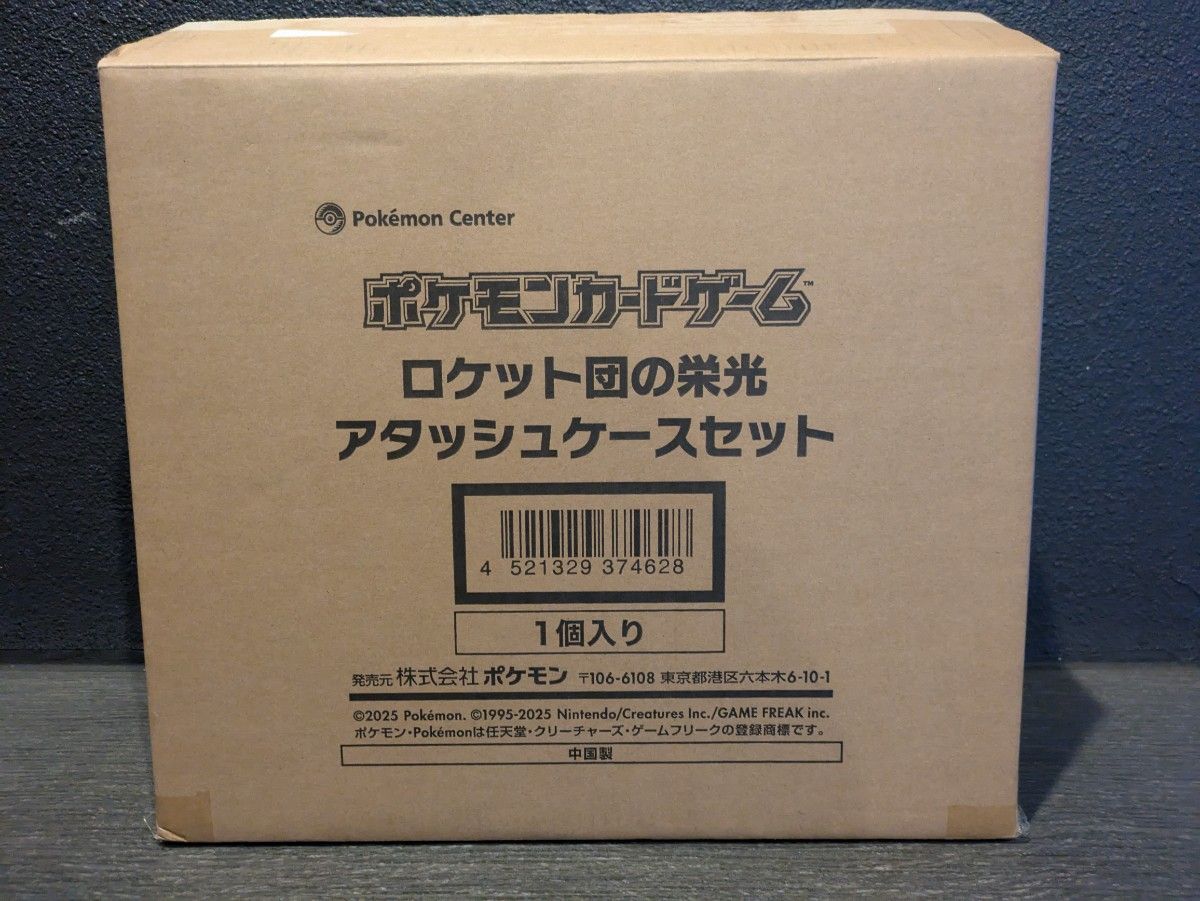 Pokémon Center
ポケモンカードゲーム™
ロケット団の栄光
アタッシュケースセット
4 521329 374628
1個入り
発売元 株式会社 ポケモン 〒106-6108 東京都港区六本木6-10-1
©2025 Pokémon. ©1995-2025 Nintendo/Creatures Inc./GAME FREAK inc.
ポケモン・Pokémonは任天堂・クリーチャーズ・ゲームフリークの登録商標です。
中国製